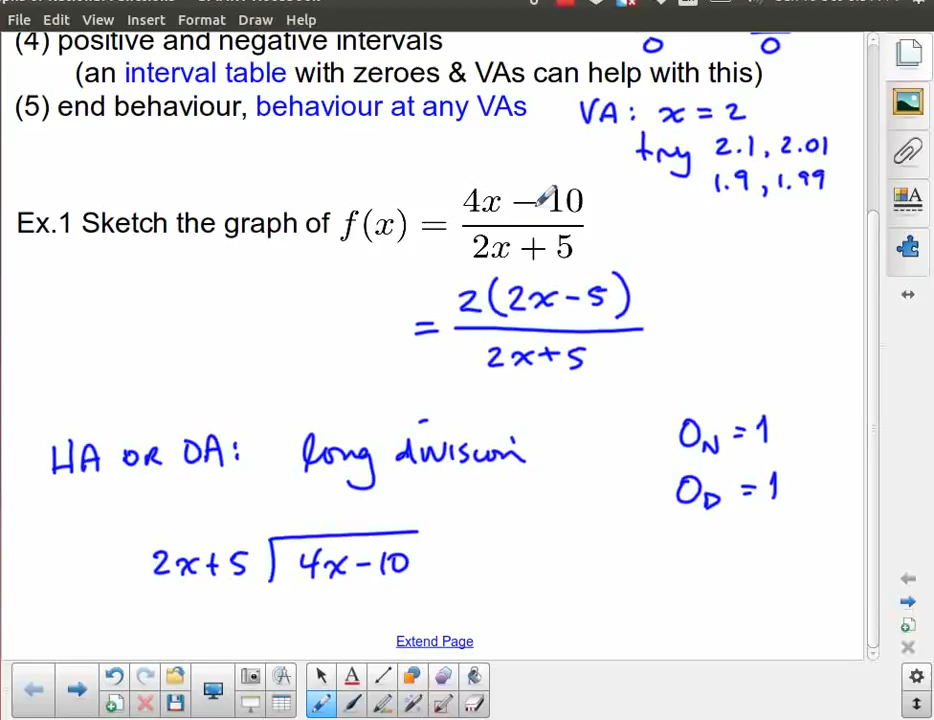 File Edit View Insert Format Draw Help
(4) positive and negative intervals
0 0
(an interval table with zeroes & VAs can help with this)
(5) end behaviour, behaviour at any VAs
VA: x = 2
try 2.1, 2.01
1.9, 1.99
Ex.1 Sketch the graph of f(x) = (4x − 10)/(2x + 5)
= 2(2x-5)/(2x+5)
HA OR OA: long division
O_N = 1
O_D = 1
2x+5 ⟌ 4x-10
Extend Page